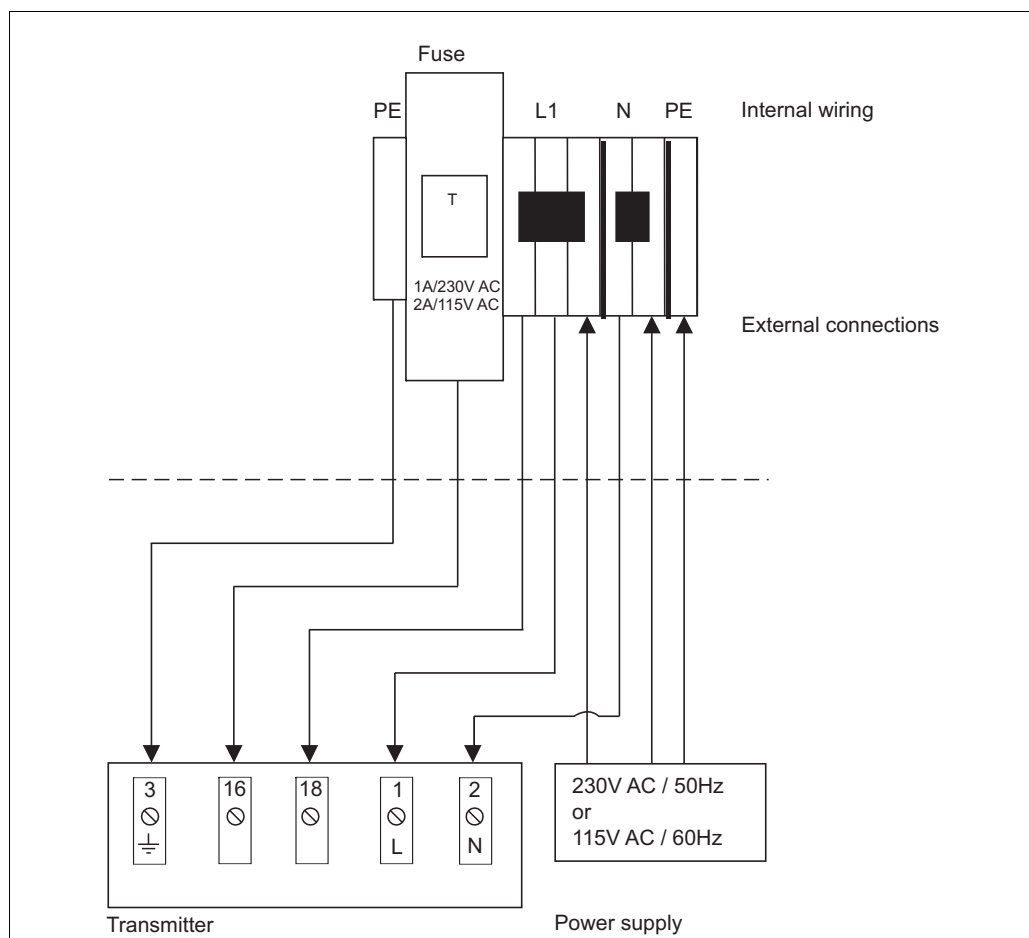 Fuse
PE
L1
N
PE
Internal wiring
T
1A/230V AC
2A/115V AC
External connections
3
16
18
1
2
L
N
230V AC / 50Hz
or
115V AC / 60Hz
Transmitter
Power supply